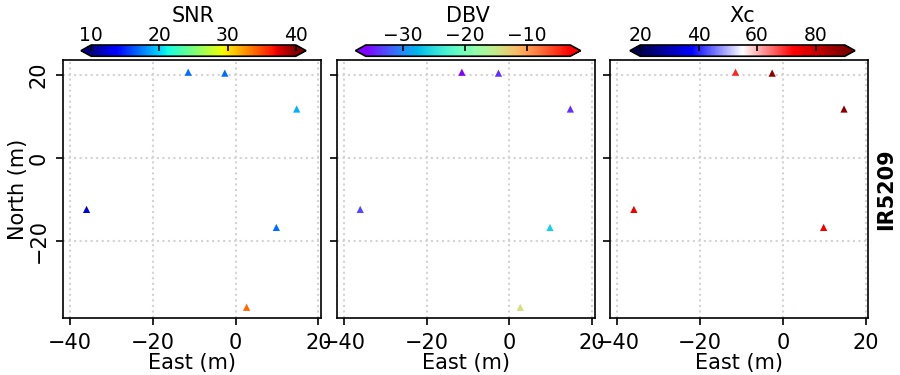 SNR DBV Xc
10 20 30 40 −30 −20 −10 20 40 60 80
20
0
−20
North (m)
IR5209
−40 −20 0 20 −40 −20 0 20 −40 −20 0 20
East (m) East (m) East (m)